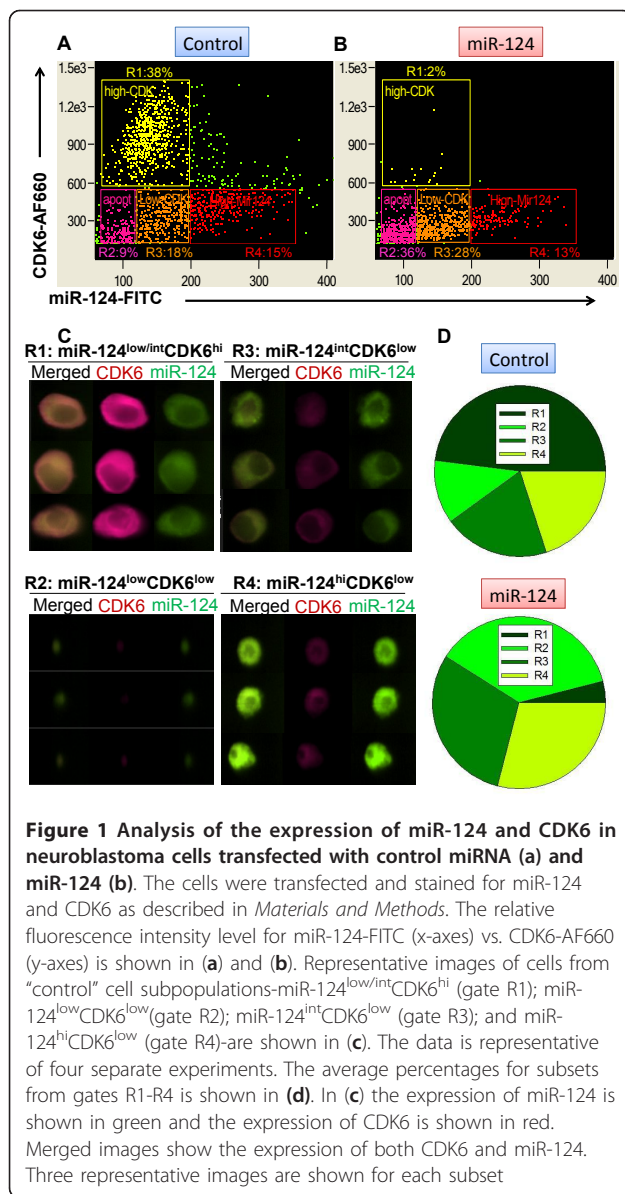 A Control
B miR-124
CDK6-AF660
1.5e3
1.2e3
900
600
300
R1:38%
high-CDK
apopt
Low-CDK
R2:9%
R3:18%
R4:15%
100 200 300 400
1.5e3
1.2e3
900
600
300
R1:2%
high-CDK
apopt
Low-CDK
High-Mir124
R2:36%
R3:28%
R4: 13%
100 200 300 400
miR-124-FITC
C
R1: miR-124low/intCDK6hi
Merged CDK6 miR-124
R3: miR-124intCDK6low
Merged CDK6 miR-124
R2: miR-124lowCDK6low
Merged CDK6 miR-124
R4: miR-124hiCDK6low
Merged CDK6 miR-124
D
Control
R1
R2
R3
R4
miR-124
R1
R2
R3
R4
Figure 1 Analysis of the expression of miR-124 and CDK6 in
neuroblastoma cells transfected with control miRNA (a) and
miR-124 (b). The cells were transfected and stained for miR-124
and CDK6 as described in Materials and Methods. The relative
fluorescence intensity level for miR-124-FITC (x-axes) vs. CDK6-AF660
(y-axes) is shown in (a) and (b). Representative images of cells from
"control" cell subpopulations-miR-124low/intCDK6hi (gate R1); miR-
124lowCDK6low(gate R2); miR-124intCDK6low (gate R3); and miR-
124hiCDK6low (gate R4)-are shown in (c). The data is representative
of four separate experiments. The average percentages for subsets
from gates R1-R4 is shown in (d). In (c) the expression of miR-124 is
shown in green and the expression of CDK6 is shown in red.
Merged images show the expression of both CDK6 and miR-124.
Three representative images are shown for each subset